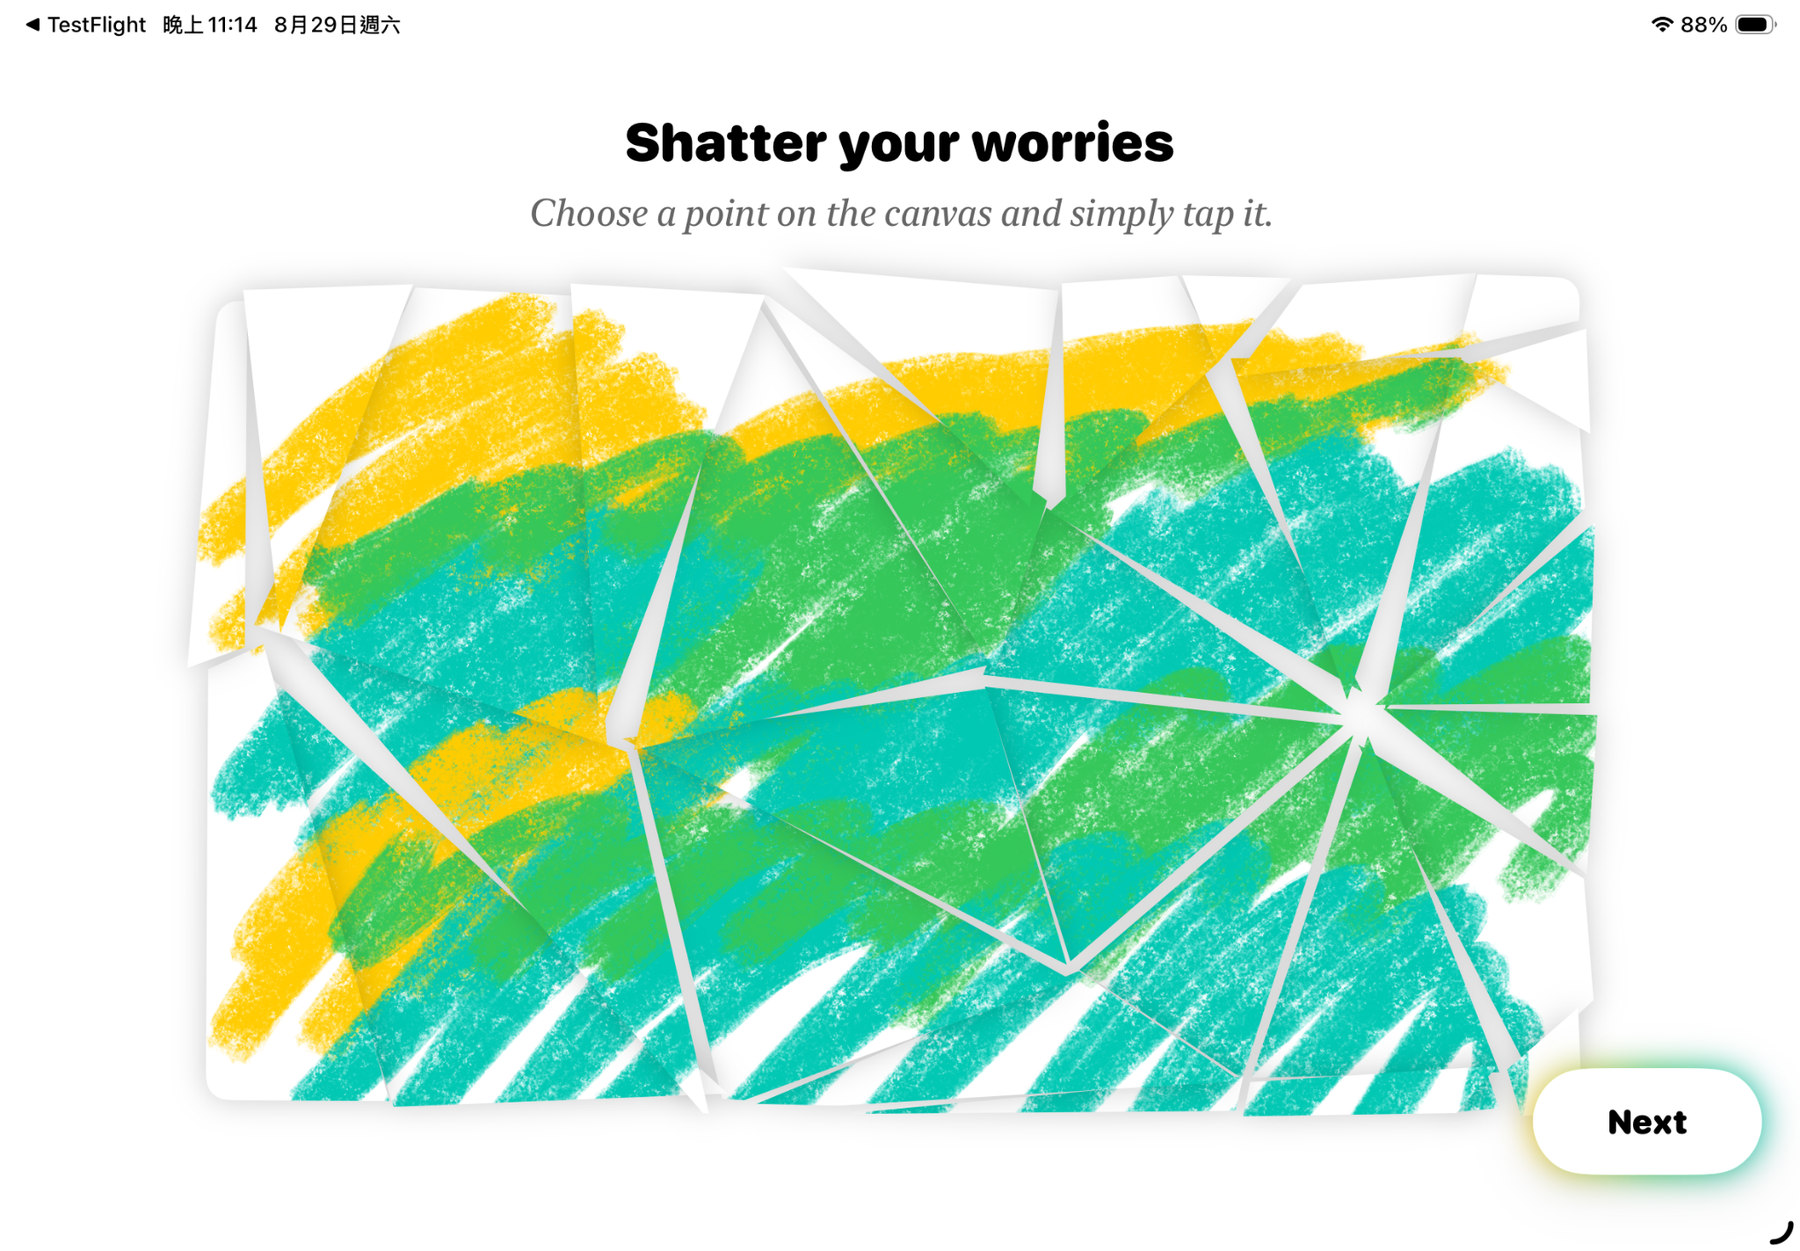 ◀ TestFlight 晚上11:14 8月29日週六 88%
Shatter your worries
Choose a point on the canvas and simply tap it.
Next